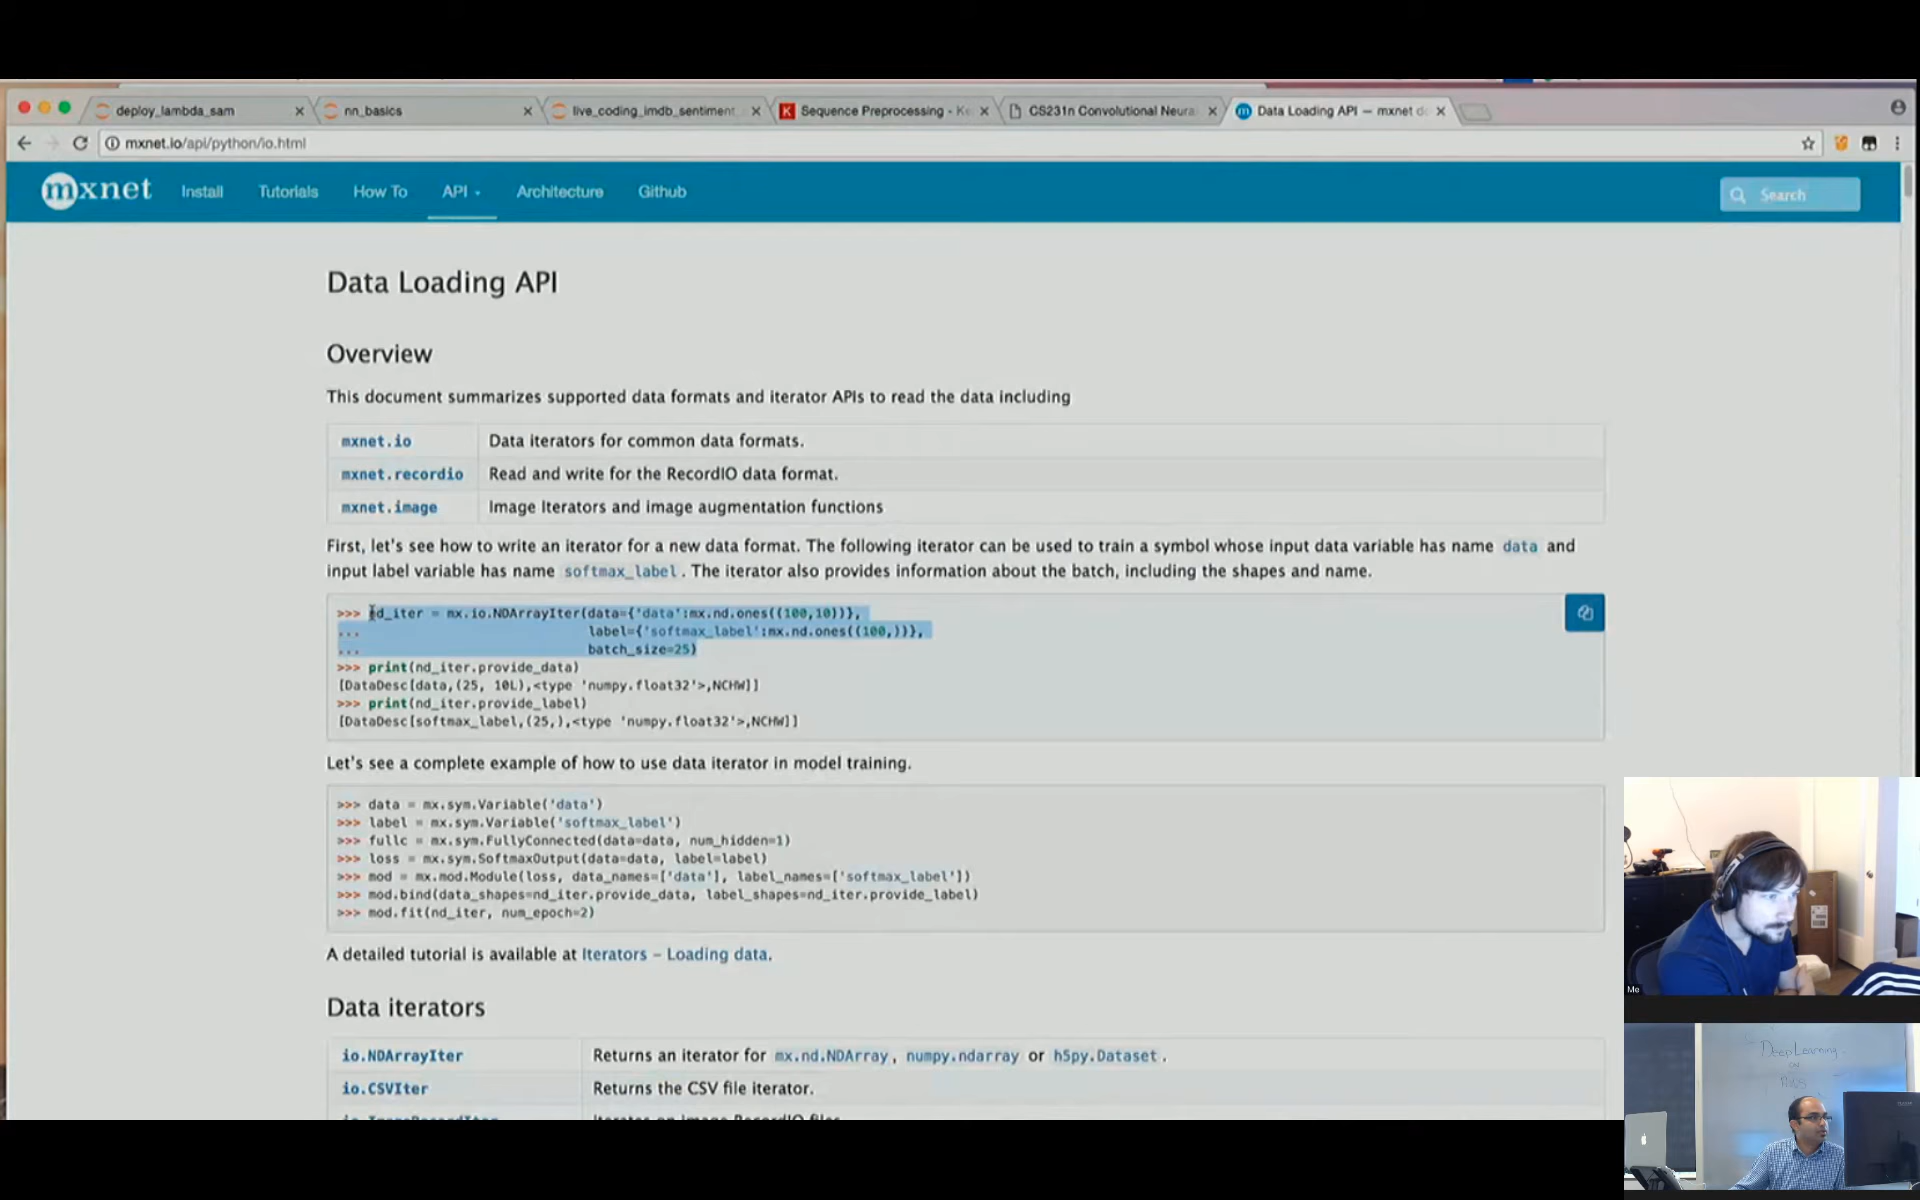 deploy_lambda_sam
nn_basics
live_coding_imdb_sentiment
Sequence Preprocessing - Ke
CS231n Convolutional Neura
Data Loading API — mxnet do
mxnet.io/api/python/io.html
mxnet Install Tutorials How To API Architecture Github Search
Data Loading API
Overview
This document summarizes supported data formats and iterator APIs to read the data including
mxnet.io Data iterators for common data formats.
mxnet.recordio Read and write for the RecordIO data format.
mxnet.image Image Iterators and image augmentation functions
First, let's see how to write an iterator for a new data format. The following iterator can be used to train a symbol whose input data variable has name data and
input label variable has name softmax_label. The iterator also provides information about the batch, including the shapes and name.
>>> nd_iter = mx.io.NDArrayIter(data={'data':mx.nd.ones((100,10))},
... label={'softmax_label':mx.nd.ones((100,))},
... batch_size=25)
>>> print(nd_iter.provide_data)
[DataDesc[data,(25, 10L),<type 'numpy.float32'>,NCHW]]
>>> print(nd_iter.provide_label)
[DataDesc[softmax_label,(25,),<type 'numpy.float32'>,NCHW]]
Let's see a complete example of how to use data iterator in model training.
>>> data = mx.sym.Variable('data')
>>> label = mx.sym.Variable('softmax_label')
>>> fullc = mx.sym.FullyConnected(data=data, num_hidden=1)
>>> loss = mx.sym.SoftmaxOutput(data=data, label=label)
>>> mod = mx.mod.Module(loss, data_names=['data'], label_names=['softmax_label'])
>>> mod.bind(data_shapes=nd_iter.provide_data, label_shapes=nd_iter.provide_label)
>>> mod.fit(nd_iter, num_epoch=2)
A detailed tutorial is available at Iterators – Loading data.
Data iterators
io.NDArrayIter Returns an iterator for mx.nd.NDArray, numpy.ndarray or h5py.Dataset.
io.CSVIter Returns the CSV file iterator.
Me
Deep Learning
on
AWS